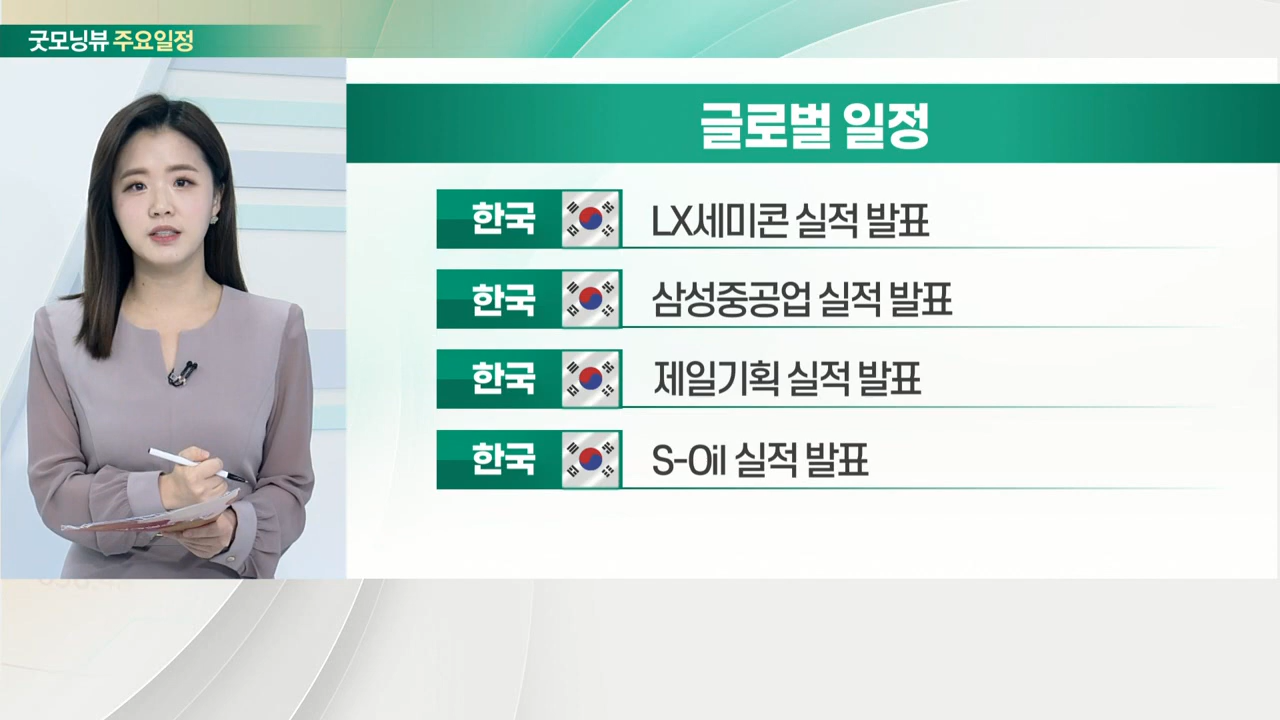 굿모닝뷰 주요일정
글로벌 일정
한국 LX세미콘 실적 발표
한국 삼성중공업 실적 발표
한국 제일기획 실적 발표
한국 S-Oil 실적 발표